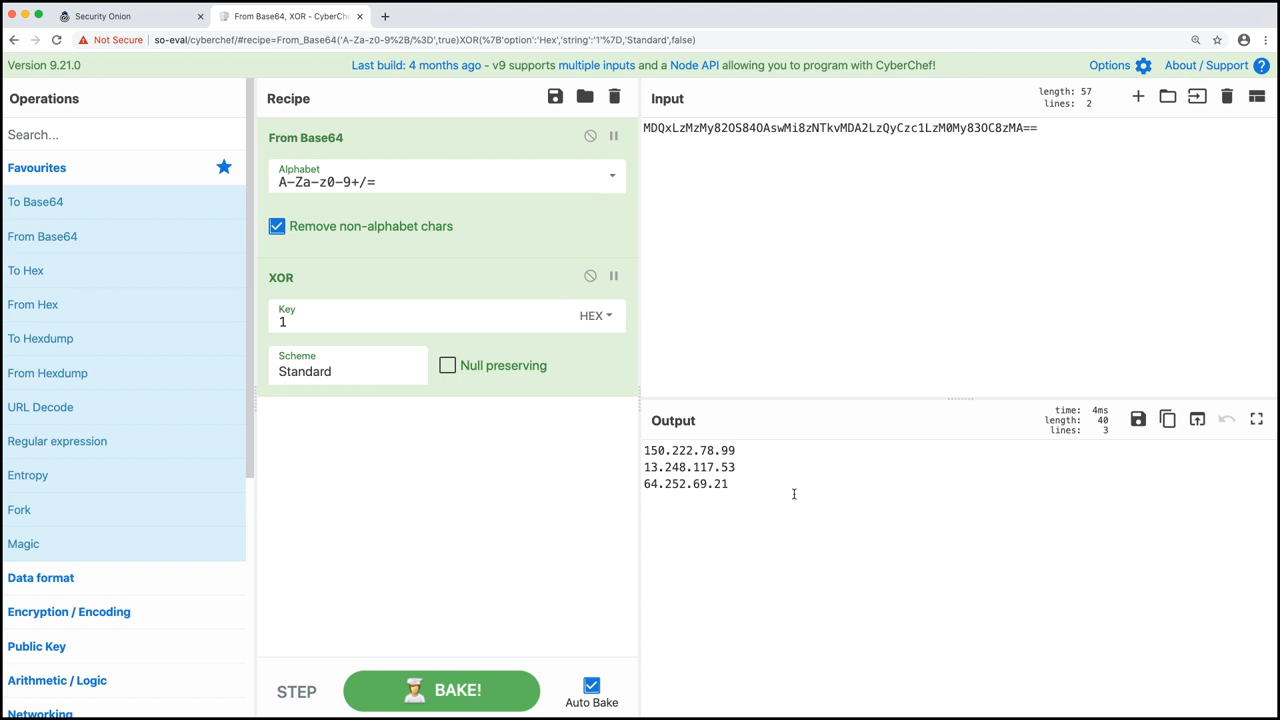 Security Onion
From Base64, XOR - CyberChe
Not Secure
so-eval/cyberchef/#recipe=From_Base64('A-Za-z0-9%2B/%3D',true)XOR(%7B'option':'Hex','string':'1'%7D,'Standard',false)
Version 9.21.0
Last build: 4 months ago - v9 supports multiple inputs and a Node API allowing you to program with CyberChef!
Options
About / Support
Operations
Search...
Favourites
To Base64
From Base64
To Hex
From Hex
To Hexdump
From Hexdump
URL Decode
Regular expression
Entropy
Fork
Magic
Data format
Encryption / Encoding
Public Key
Arithmetic / Logic
Networking
Recipe
From Base64
Alphabet
A-Za-z0-9+/=
Remove non-alphabet chars
XOR
Key
1
HEX
Scheme
Standard
Null preserving
STEP
BAKE!
Auto Bake
Input
length: 57
lines: 2
MDQxLzMzMy82OS84OAswMi8zNTkvMDA2LzQyCzc1LzM0My83OC8zMA==
Output
time: 4ms
length: 40
lines: 3
150.222.78.99
13.248.117.53
64.252.69.21